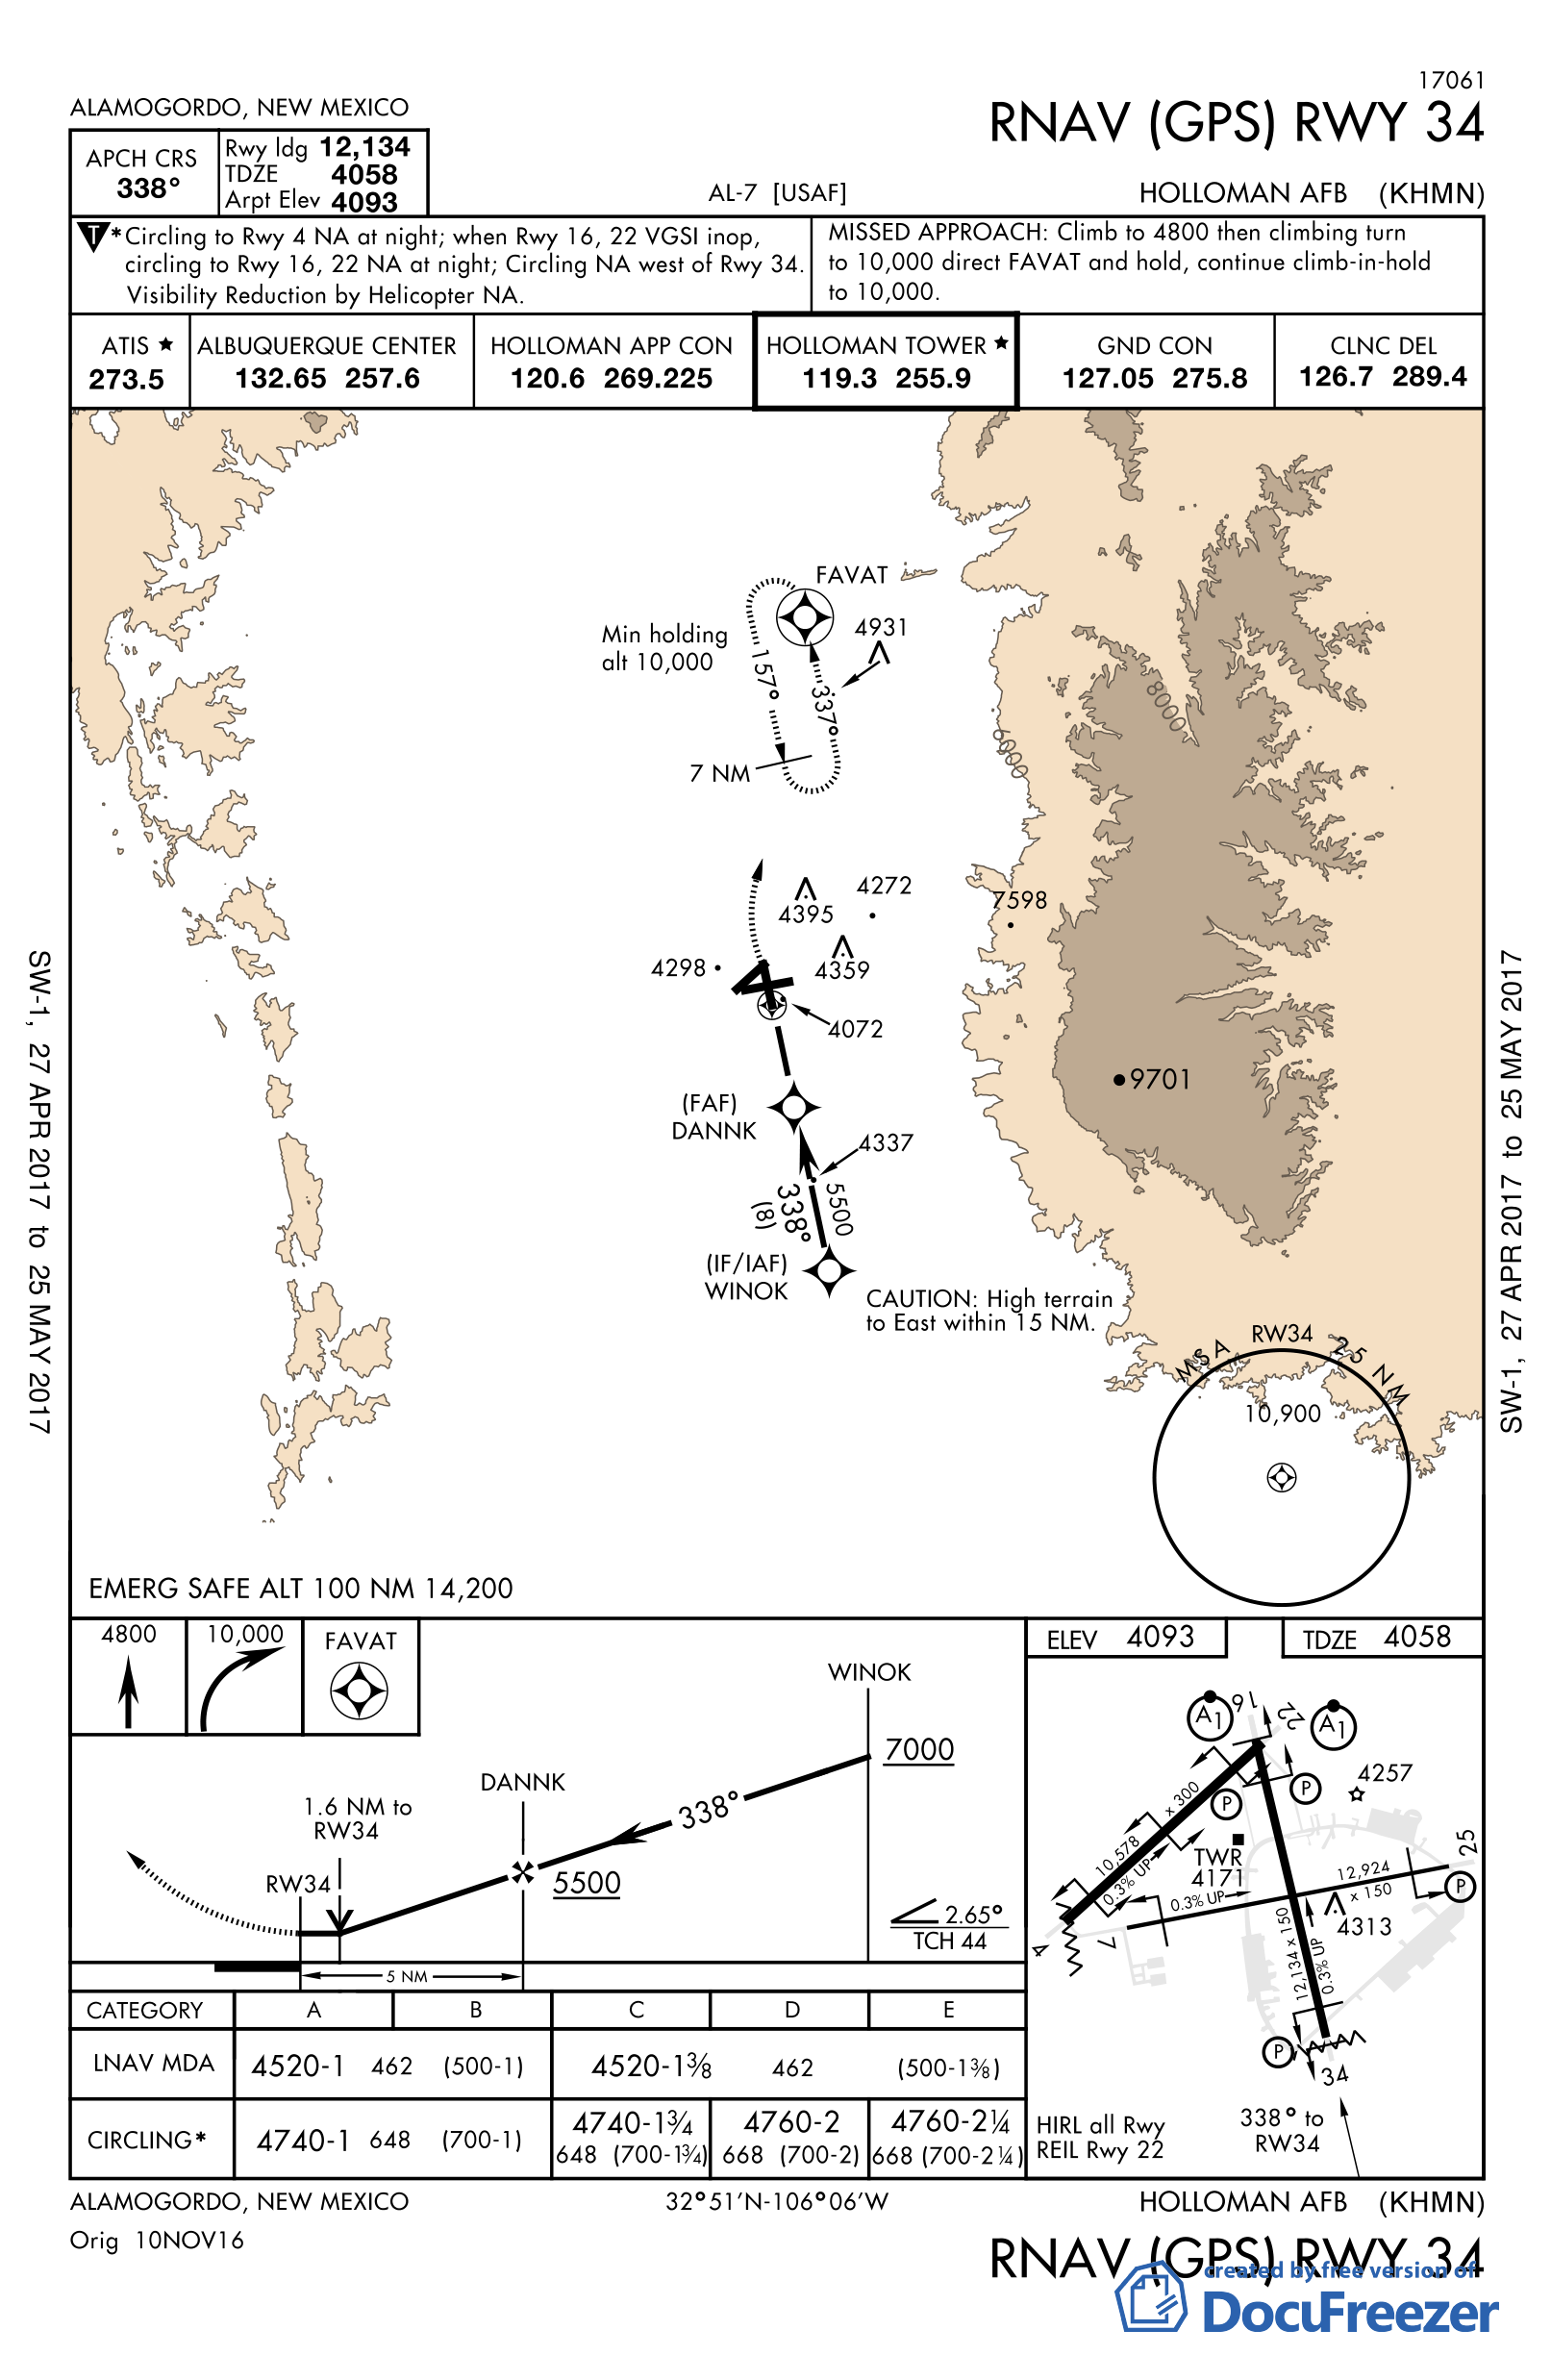 17061
ALAMOGORDO, NEW MEXICO
RNAV (GPS) RWY 34
APCH CRS
338°
Rwy ldg 12,134
TDZE 4058
Arpt Elev 4093
AL-7 [USAF]
HOLLOMAN AFB (KHMN)
T * Circling to Rwy 4 NA at night; when Rwy 16, 22 VGSI inop,
circling to Rwy 16, 22 NA at night; Circling NA west of Rwy 34.
Visibility Reduction by Helicopter NA.
MISSED APPROACH: Climb to 4800 then climbing turn
to 10,000 direct FAVAT and hold, continue climb-in-hold
to 10,000.
ATIS ★
273.5
ALBUQUERQUE CENTER
132.65 257.6
HOLLOMAN APP CON
120.6 269.225
HOLLOMAN TOWER ★
119.3 255.9
GND CON
127.05 275.8
CLNC DEL
126.7 289.4
FAVAT
4931
Min holding
alt 10,000
157°
337°
7 NM
8000
6000
4395
4272
7598
4298
4359
4072
9701
(FAF)
DANNK
4337
5500
338°
(8)
(IF/IAF)
WINOK
CAUTION: High terrain
to East within 15 NM.
MSA RW34 25 NM
10,900
EMERG SAFE ALT 100 NM 14,200
SW-1, 27 APR 2017 to 25 MAY 2017
SW-1, 27 APR 2017 to 25 MAY 2017
4800
10,000
FAVAT
WINOK
7000
DANNK
338°
1.6 NM to
RW34
RW34
5500
2.65°
TCH 44
5 NM
ELEV 4093
TDZE 4058
A1
16
22
A1
4257
P
P
10,578 x 300
0.3% UP
TWR
4171
25
12,924
x 150
0.3% UP
P
4313
4
7
12,134 x 150
0.3% UP
P
34
HIRL all Rwy
REIL Rwy 22
338° to
RW34
CATEGORY A B C D E
LNAV MDA 4520-1 462 (500-1) 4520-1⅜ 462 (500-1⅜)
CIRCLING* 4740-1 648 (700-1) 4740-1¾ 648 (700-1¾) 4760-2 668 (700-2) 4760-2¼ 668 (700-2¼)
ALAMOGORDO, NEW MEXICO
32°51'N-106°06'W
HOLLOMAN AFB (KHMN)
Orig 10NOV16
RNAV (GPS) RWY 34
created by free version of
DocuFreezer